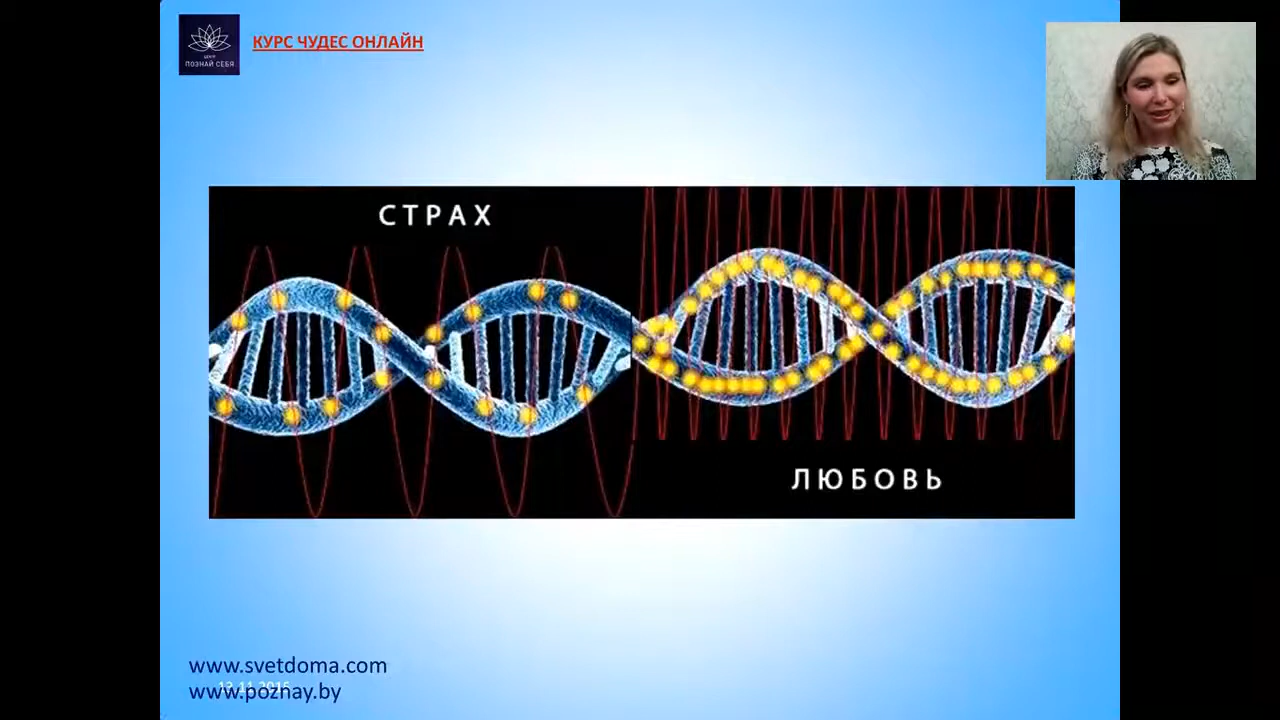 ЦЕНТР
ПОЗНАЙ СЕБЯ
КУРС ЧУДЕС ОНЛАЙН
СТРАХ
ЛЮБОВЬ
www.svetdoma.com
www.poznay.by